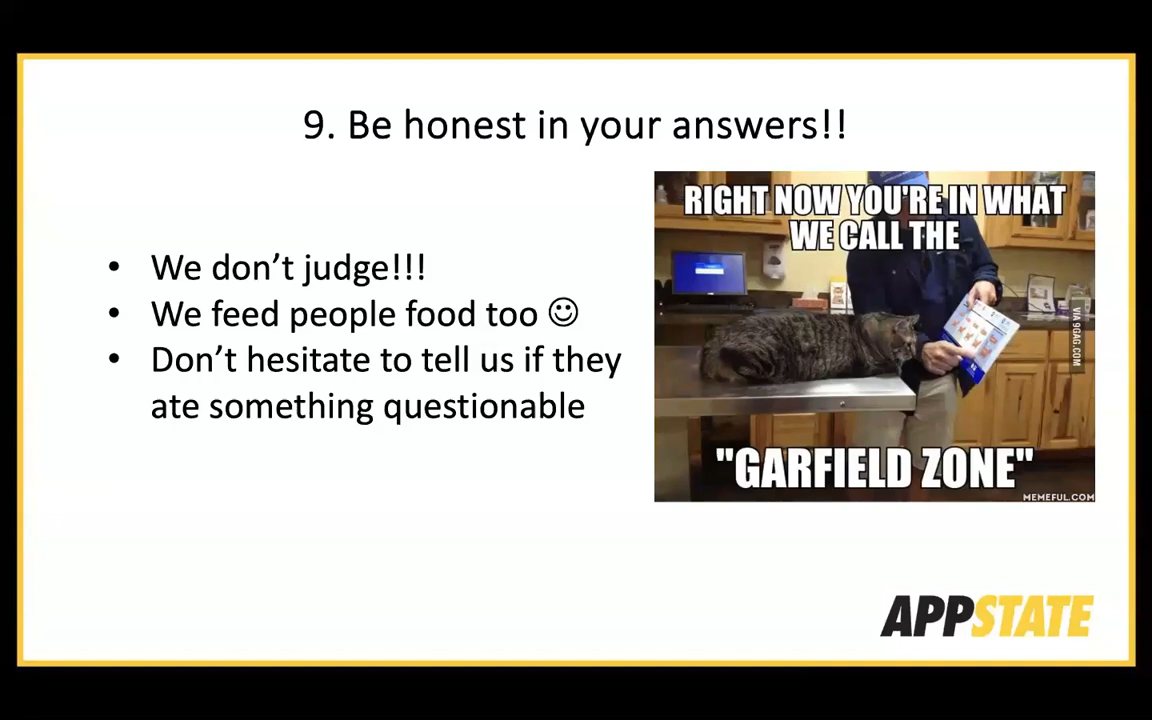 9. Be honest in your answers!!
• We don’t judge!!!
• We feed people food too ☺
• Don’t hesitate to tell us if they
ate something questionable
RIGHT NOW YOU'RE IN WHAT
WE CALL THE
VIA 9GAG.COM
"GARFIELD ZONE"
MEMEFUL.COM
APPSTATE